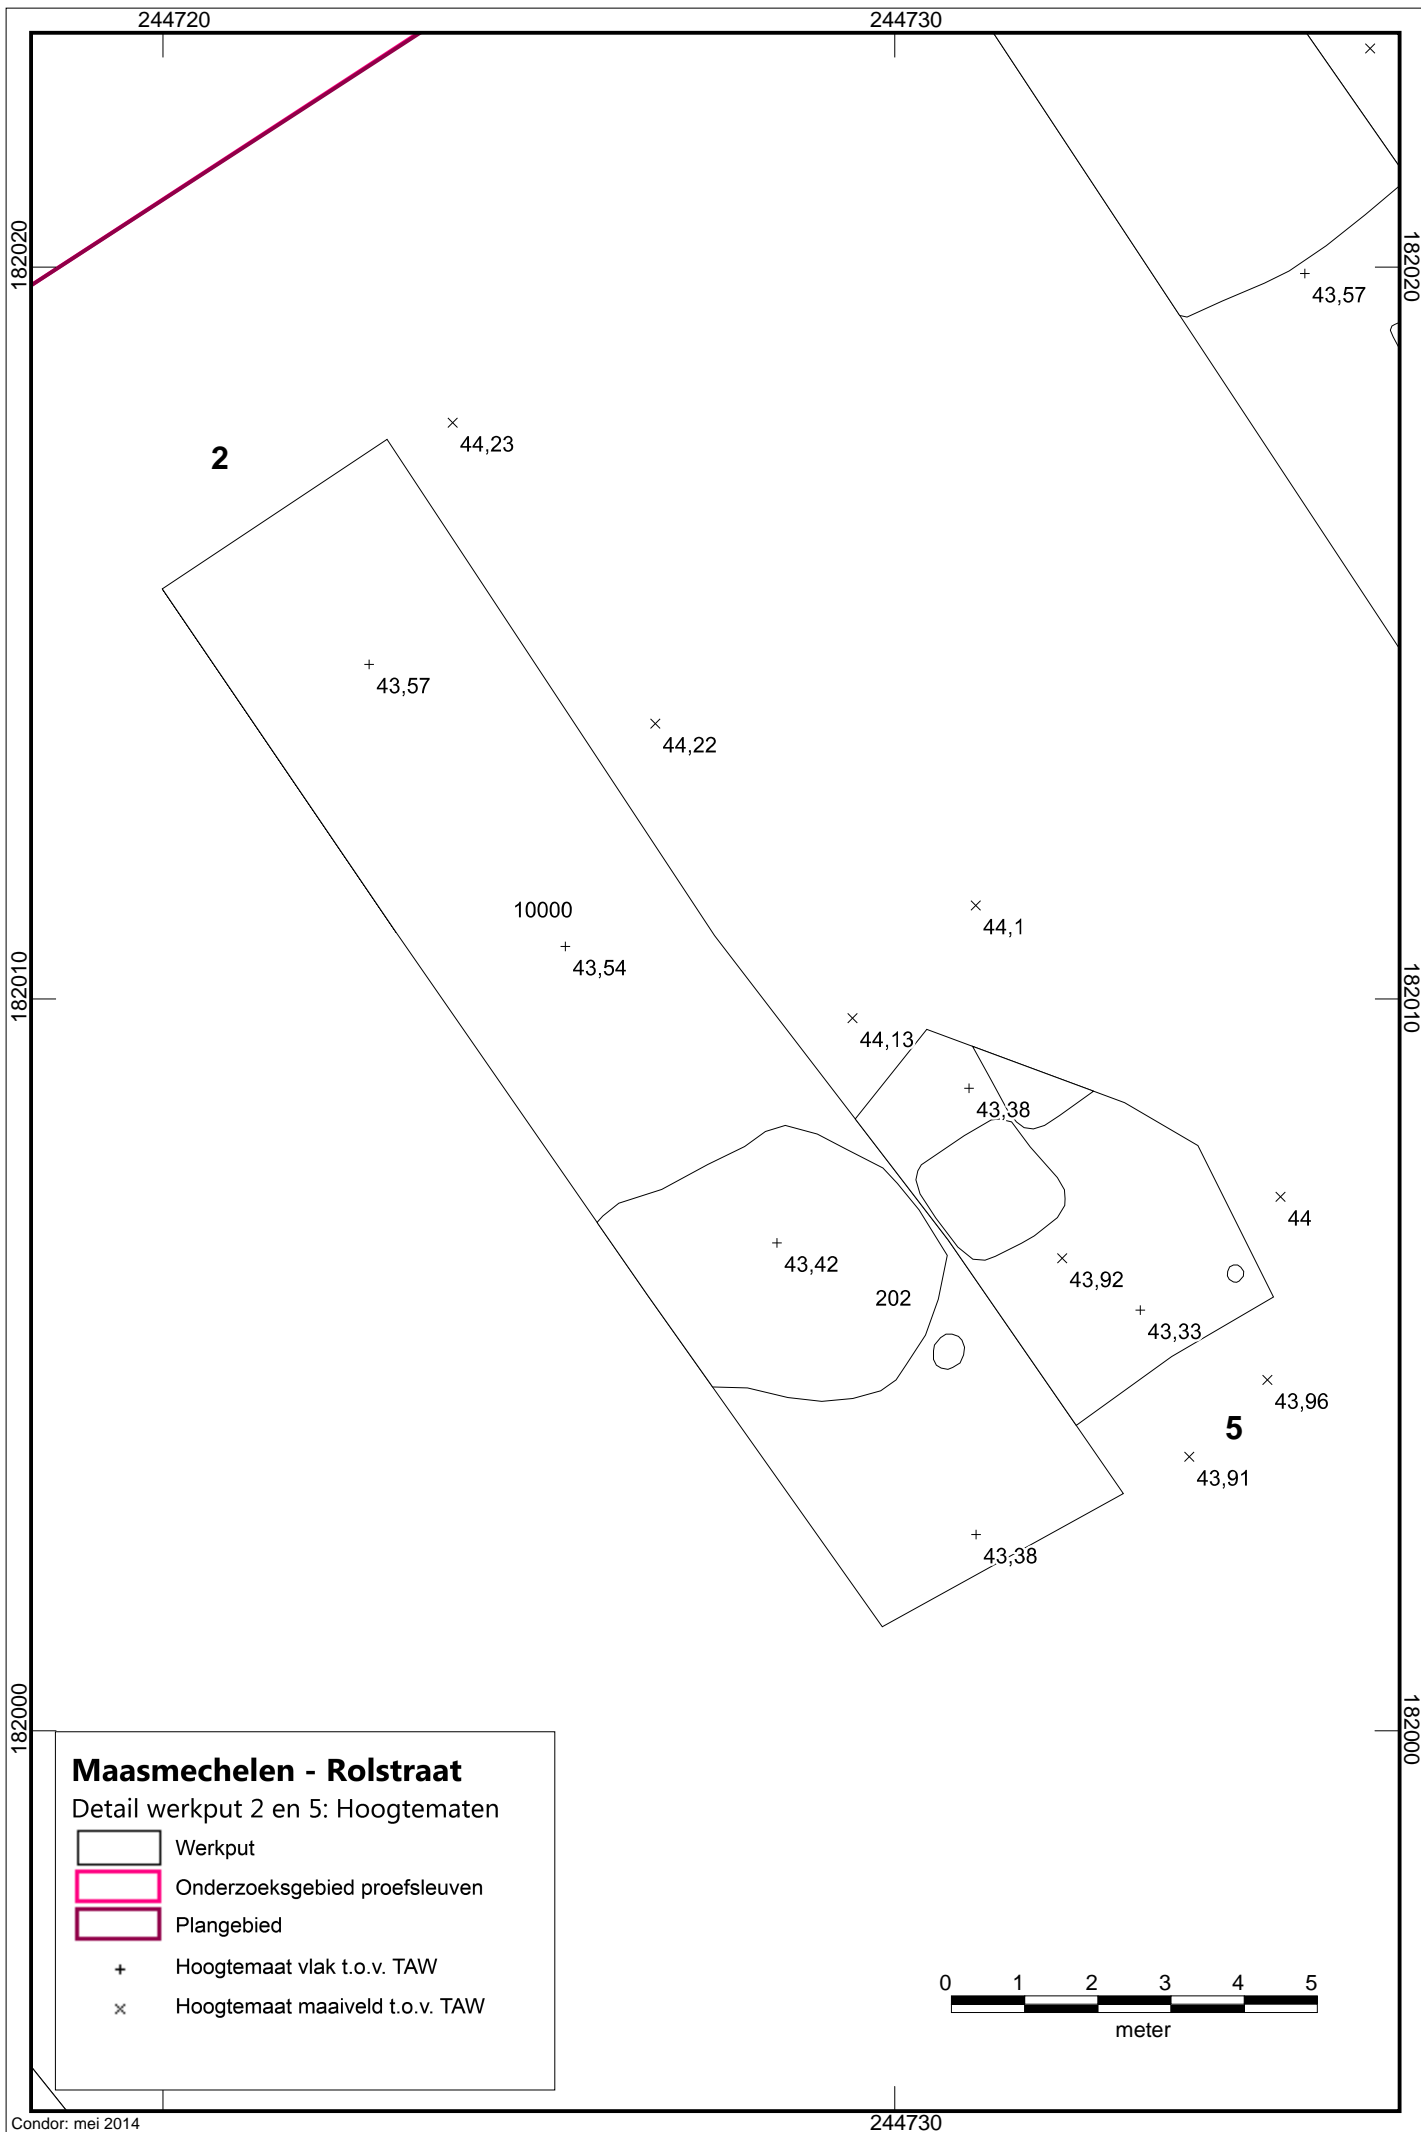 244720
244730
182020
182020
43,57
2
44,23
43,57
44,22
10000
43,54
44,1
182010
182010
44,13
43,38
44
43,42
43,92
202
43,33
43,96
5
43,91
43,38
182000
182000
Maasmechelen - Rolstraat
Detail werkput 2 en 5: Hoogtematen
Werkput
Onderzoeksgebied proefsleuven
Plangebied
Hoogtemaat vlak t.o.v. TAW
Hoogtemaat maaiveld t.o.v. TAW
0 1 2 3 4 5
meter
Condor: mei 2014
244730